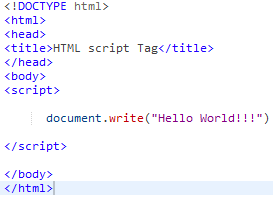 <!DOCTYPE html>
<html>
<head>
<title>HTML script Tag</title>
</head>
<body>
<script>
document.write("Hello World!!!")
</script>
</body>
</html>